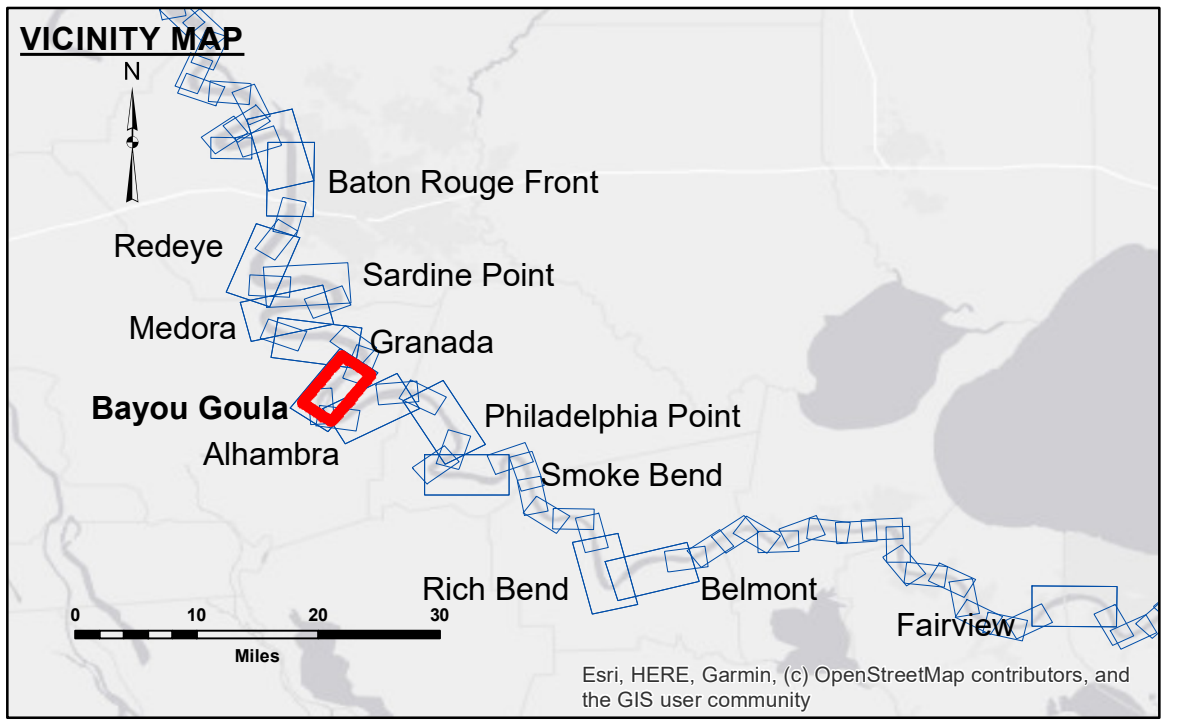 VICINITY MAP
N
Baton Rouge Front
Redeye
Sardine Point
Medora
Granada
Bayou Goula
Philadelphia Point
Alhambra
Smoke Bend
Rich Bend
Belmont
Fairview
0 10 20 30
Miles
Esri, HERE, Garmin, (c) OpenStreetMap contributors, and
the GIS user community